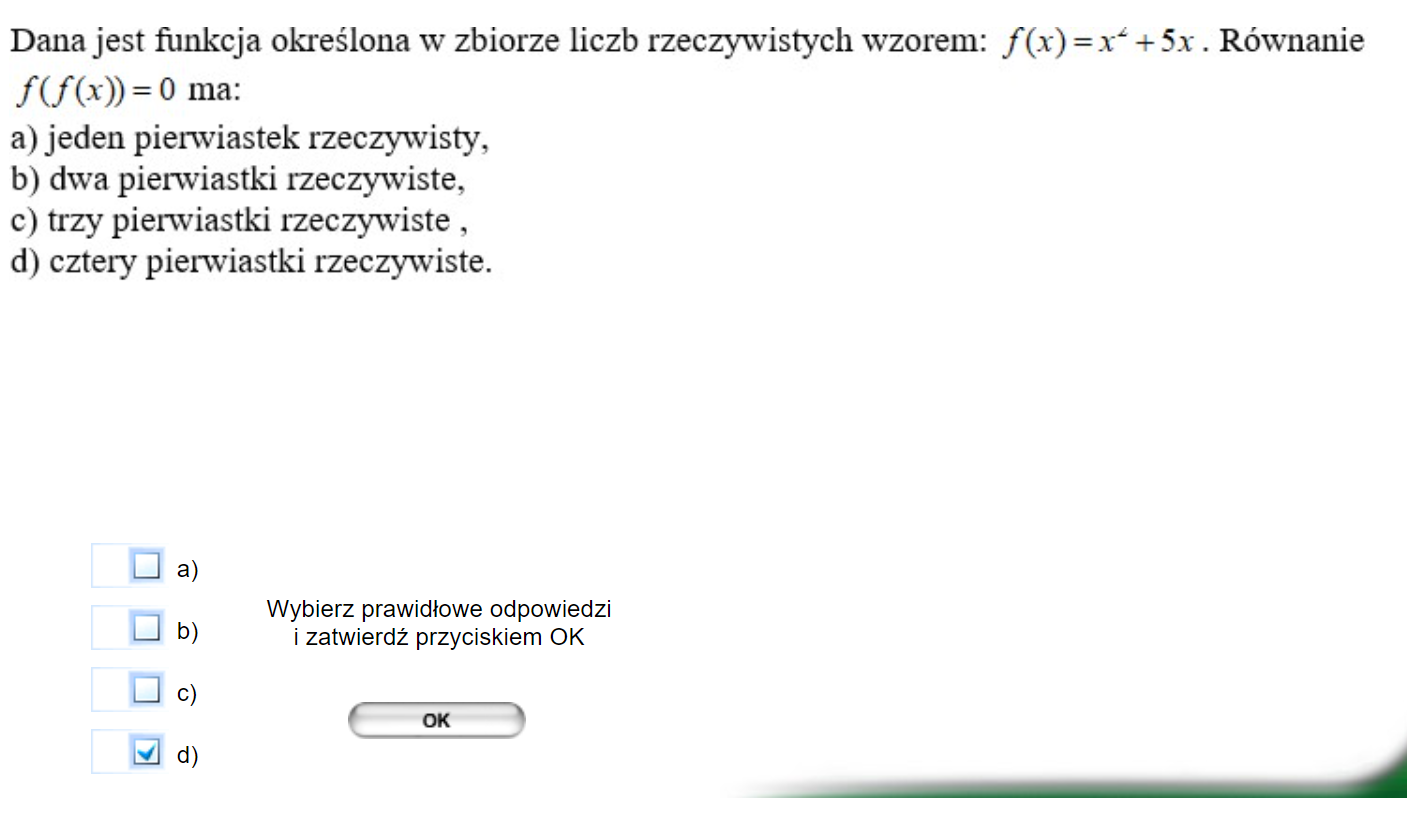 Dana jest funkcja określona w zbiorze liczb rzeczywistych wzorem: f(x) = x² + 5x. Równanie
f(f(x)) = 0 ma:
a) jeden pierwiastek rzeczywisty,
b) dwa pierwiastki rzeczywiste,
c) trzy pierwiastki rzeczywiste ,
d) cztery pierwiastki rzeczywiste.
a)
b)
c)
d)
Wybierz prawidłowe odpowiedzi
i zatwierdź przyciskiem OK
OK